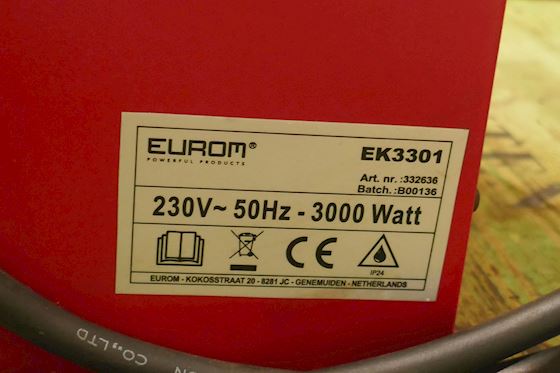 EUROM®
POWERFUL PRODUCTS
EK3301
Art. nr. :332636
Batch.:B00136
230V~ 50Hz - 3000 Watt
CE
IP24
EUROM - KOKOSSTRAAT 20 - 8281 JC - GENEMUIDEN - NETHERLANDS
CO.,LTD